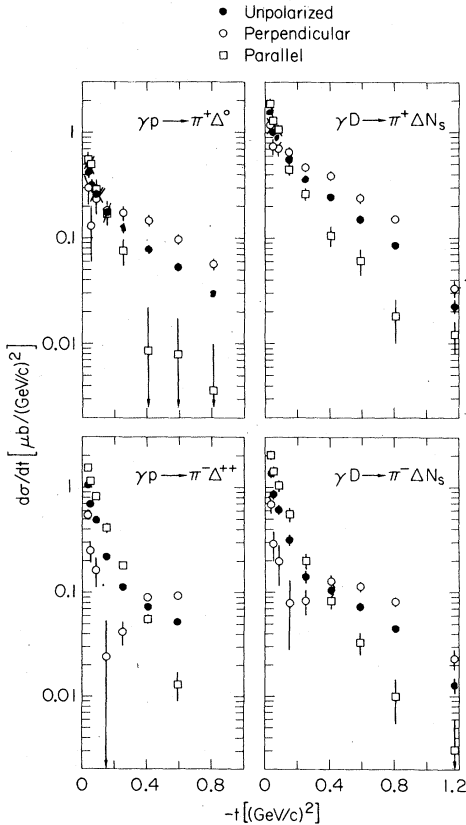 Unpolarized
Perpendicular
Parallel
γp → π⁺Δ⁰
γD → π⁺ΔNₛ
1
0.1
0.01
dσ/dt [μb/(GeV/c)²]
γp → π⁻Δ⁺⁺
γD → π⁻ΔNₛ
1
0.1
0.01
0 0.4 0.8 0 0.4 0.8 1.2
-t [(GeV/c)²]